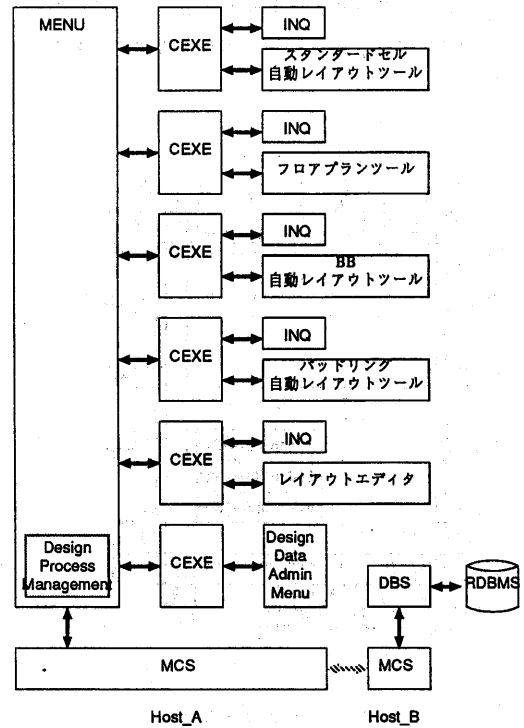 MENU
CEXE
INQ
スタンダードセル
自動レイアウトツール
CEXE
INQ
フロアプランツール
CEXE
INQ
BB
自動レイアウトツール
CEXE
INQ
パッドリング
自動レイアウトツール
CEXE
INQ
レイアウトエディタ
Design
Process
Management
CEXE
Design
Data
Admin
Menu
DBS
RDBMS
MCS
MCS
Host_A
Host_B